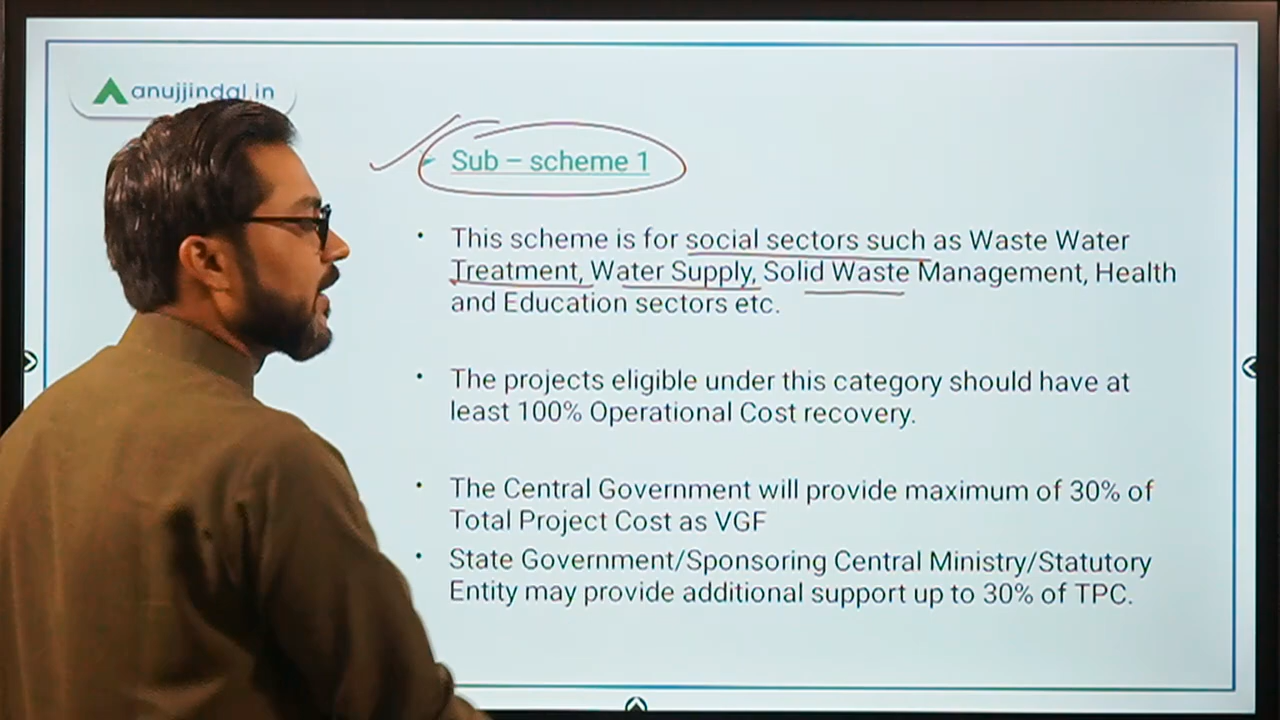 anujjindal.in
Sub – scheme 1
• This scheme is for social sectors such as Waste Water
Treatment, Water Supply, Solid Waste Management, Health
and Education sectors etc.
• The projects eligible under this category should have at
least 100% Operational Cost recovery.
• The Central Government will provide maximum of 30% of
Total Project Cost as VGF
• State Government/Sponsoring Central Ministry/Statutory
Entity may provide additional support up to 30% of TPC.